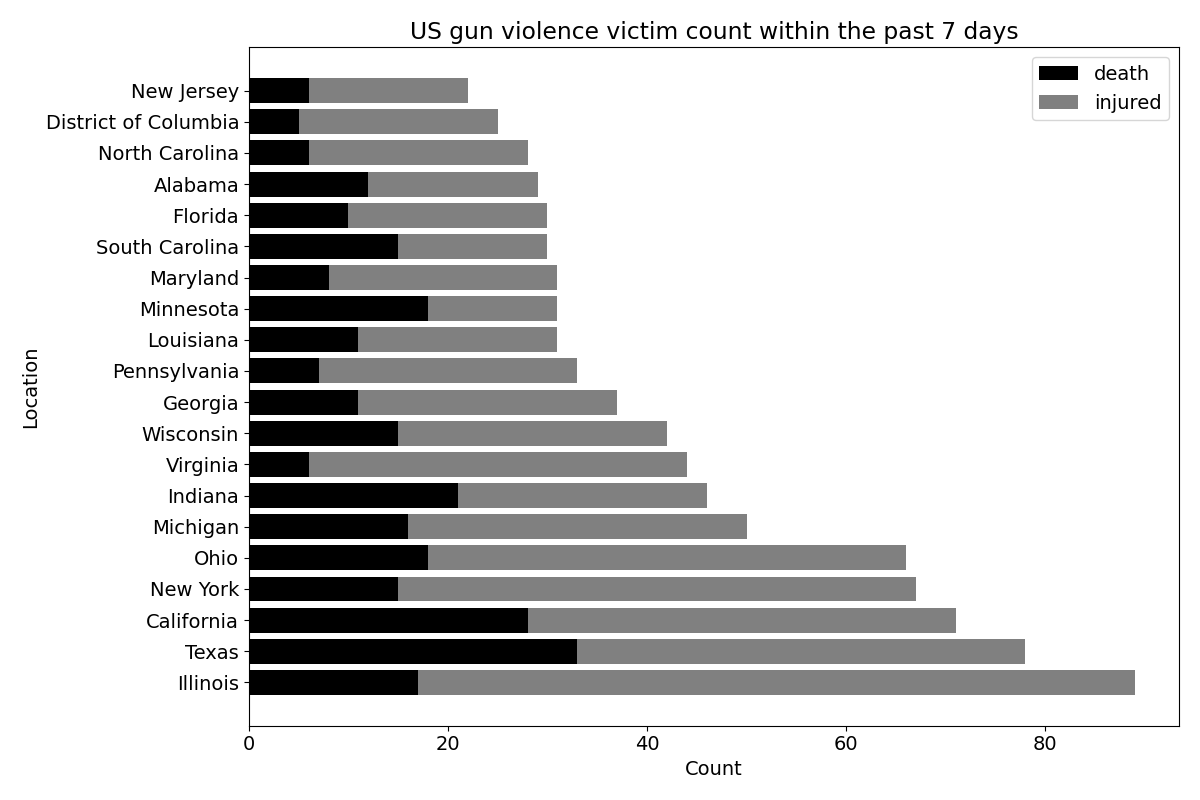 US gun violence victim count within the past 7 days
death
injured
New Jersey
District of Columbia
North Carolina
Alabama
Florida
South Carolina
Maryland
Minnesota
Louisiana
Pennsylvania
Georgia
Wisconsin
Virginia
Indiana
Michigan
Ohio
New York
California
Texas
Illinois
Location
0 20 40 60 80
Count